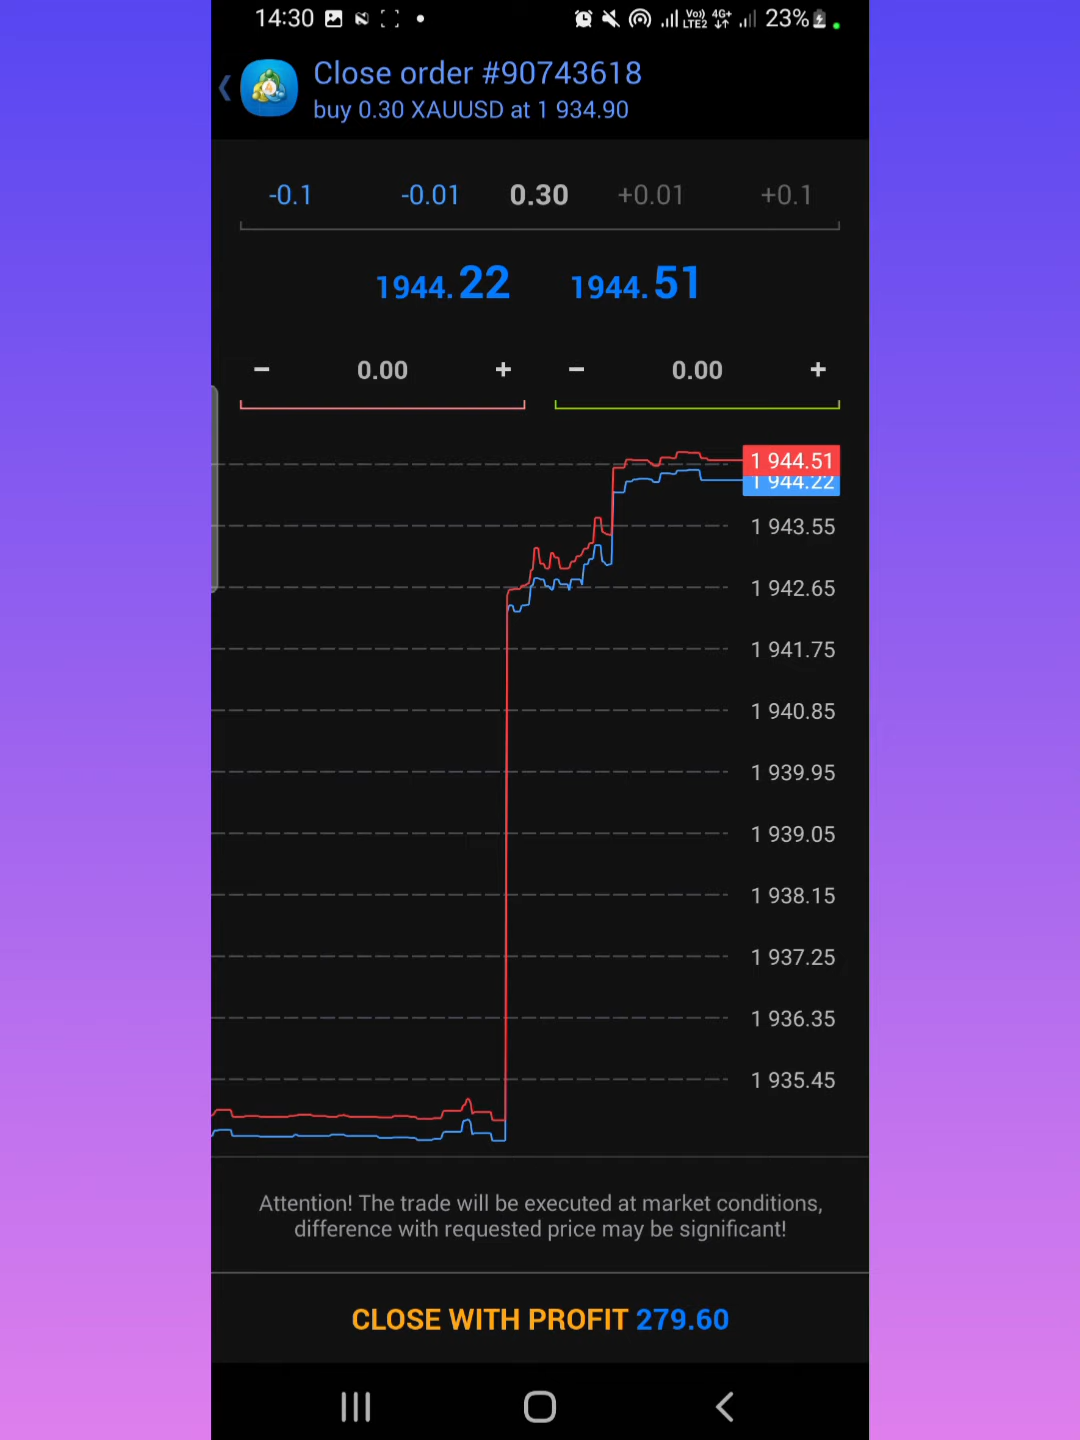 14:30 Vo)) 4G+ LTE2 23%
Close order #90743618
buy 0.30 XAUUSD at 1 934.90
-0.1 -0.01 0.30 +0.01 +0.1
1944.22 1944.51
− 0.00 + − 0.00 +
1 944.51
1 944.22
1 943.55
1 942.65
1 941.75
1 940.85
1 939.95
1 939.05
1 938.15
1 937.25
1 936.35
1 935.45
Attention! The trade will be executed at market conditions,
difference with requested price may be significant!
CLOSE WITH PROFIT 279.60